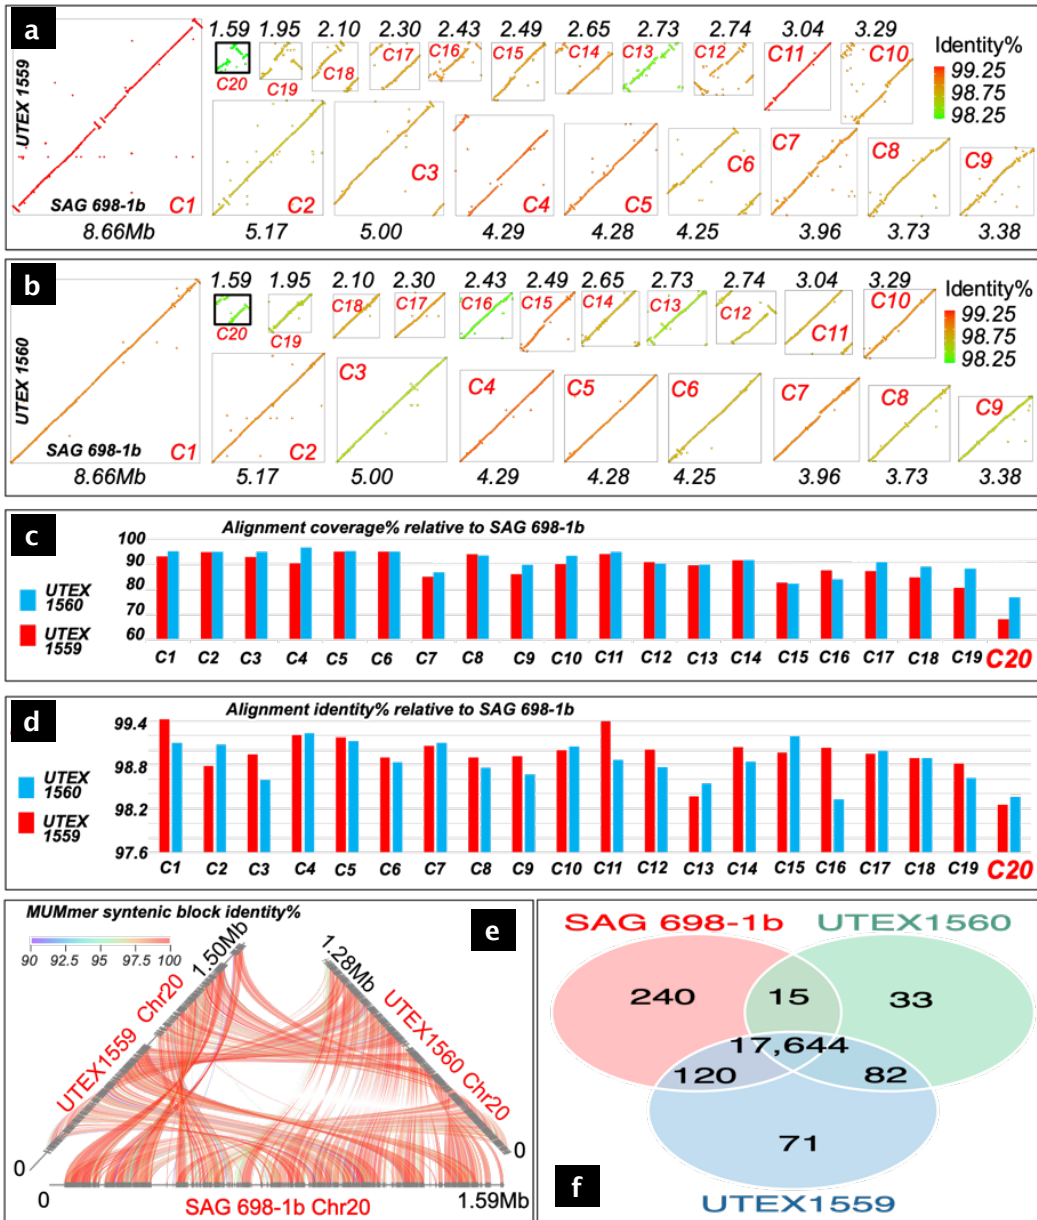 a
1.59 1.95 2.10 2.30 2.43 2.49 2.65 2.73 2.74 3.04 3.29
C20 C19 C18 C17 C16 C15 C14 C13 C12 C11 C10
Identity%
99.25
98.75
98.25
UTEX 1559
SAG 698-1b
C1 C2 C3 C4 C5 C6 C7 C8 C9
8.66Mb 5.17 5.00 4.29 4.28 4.25 3.96 3.73 3.38
b
1.59 1.95 2.10 2.30 2.43 2.49 2.65 2.73 2.74 3.04 3.29
C20 C19 C18 C17 C16 C15 C14 C13 C12 C11 C10
Identity%
99.25
98.75
98.25
UTEX 1560
SAG 698-1b
C1 C2 C3 C4 C5 C6 C7 C8 C9
8.66Mb 5.17 5.00 4.29 4.28 4.25 3.96 3.73 3.38
c
Alignment coverage% relative to SAG 698-1b
100
90
80
70
60
UTEX
1560
UTEX
1559
C1 C2 C3 C4 C5 C6 C7 C8 C9 C10 C11 C12 C13 C14 C15 C16 C17 C18 C19 C20
d
Alignment identity% relative to SAG 698-1b
99.4
98.8
98.2
97.6
UTEX
1560
UTEX
1559
C1 C2 C3 C4 C5 C6 C7 C8 C9 C10 C11 C12 C13 C14 C15 C16 C17 C18 C19 C20
MUMmer syntenic block identity%
90 92.5 95 97.5 100
e
1.50Mb
1.28Mb
UTEX1559 Chr20
UTEX1560 Chr20
0
0
0
1.59Mb
SAG 698-1b Chr20
SAG 698-1b
UTEX1560
240
15
33
17,644
120
82
71
f
UTEX1559